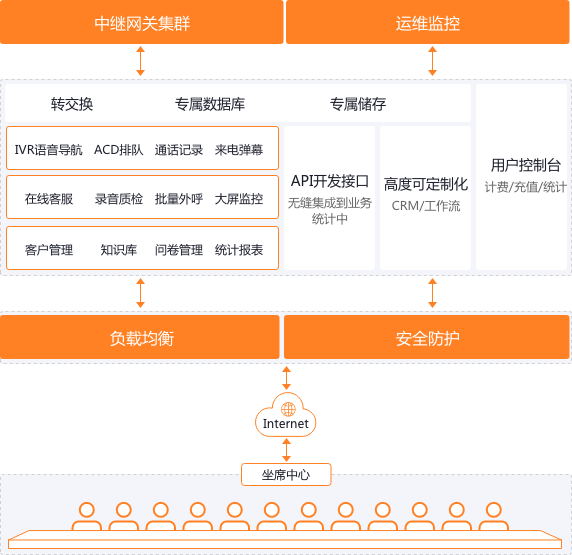 中继网关集群 运维监控
转交换 专属数据库 专属储存
IVR语音导航 ACD排队 通话记录 来电弹幕
在线客服 录音质检 批量外呼 大屏监控
客户管理 知识库 问卷管理 统计报表
API开发接口
无缝集成到业务
统计中
高度可定制化
CRM/工作流
用户控制台
计费/充值/统计
负载均衡 安全防护
Internet
坐席中心